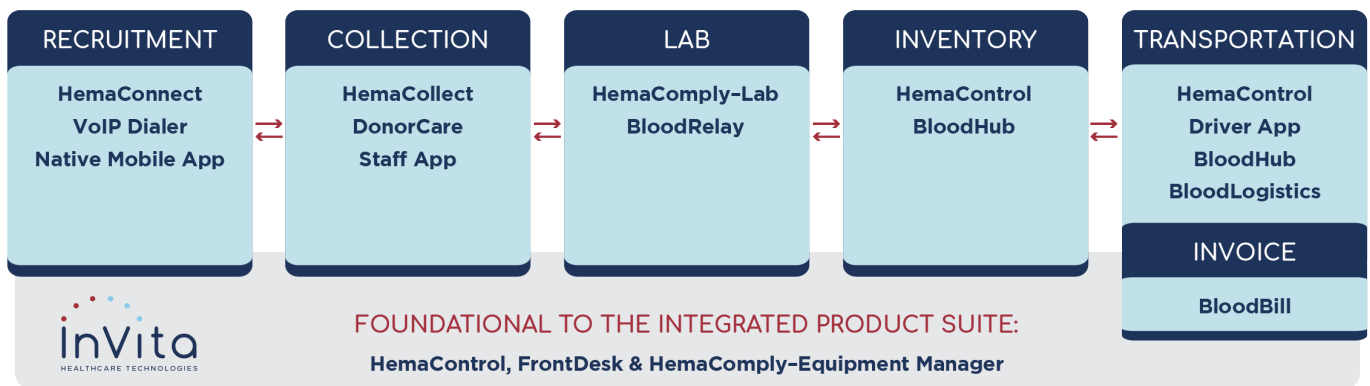 RECRUITMENT
HemaConnect
VoIP Dialer
Native Mobile App
COLLECTION
HemaCollect
DonorCare
Staff App
LAB
HemaComply–Lab
BloodRelay
INVENTORY
HemaControl
BloodHub
TRANSPORTATION
HemaControl
Driver App
BloodHub
BloodLogistics
INVOICE
BloodBill
InVita
HEALTHCARE TECHNOLOGIES
FOUNDATIONAL TO THE INTEGRATED PRODUCT SUITE:
HemaControl, FrontDesk & HemaComply–Equipment Manager